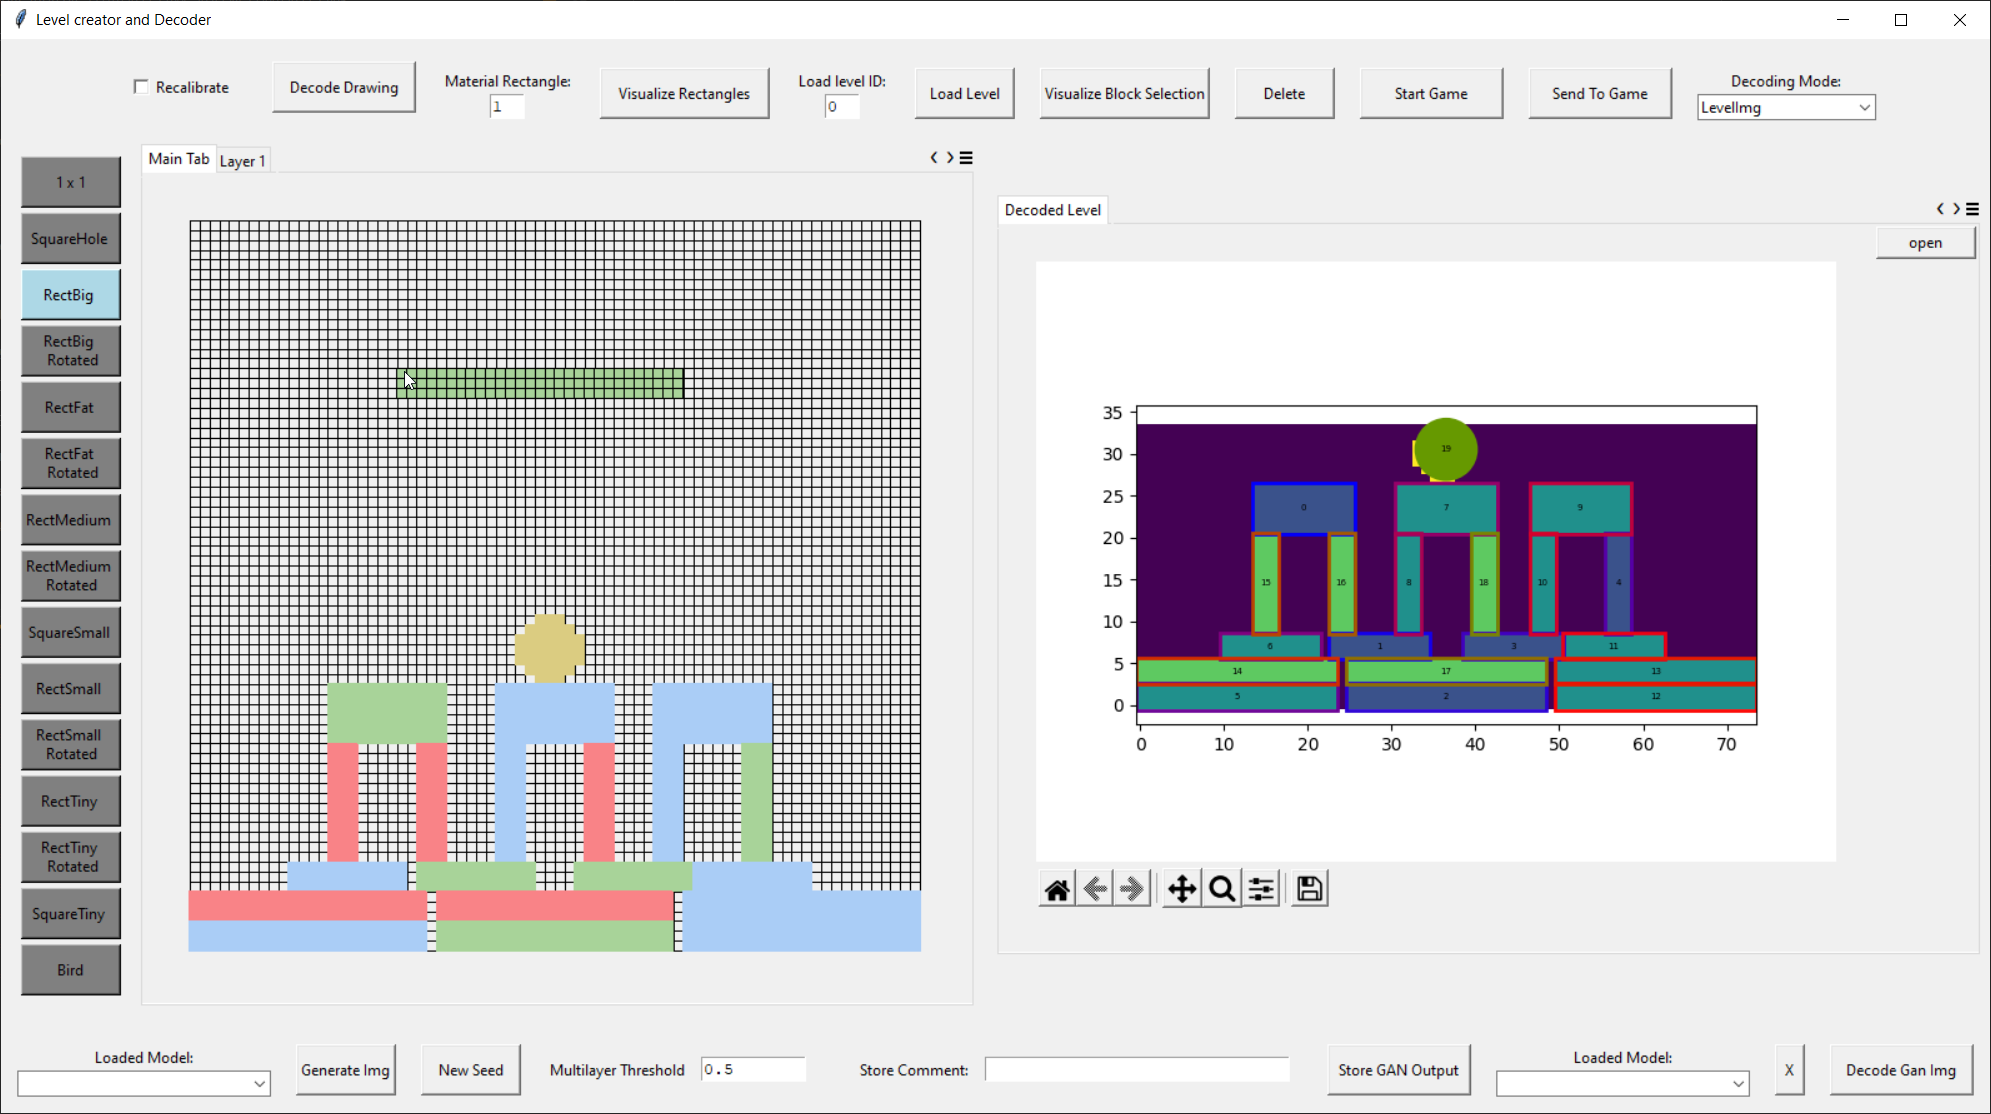 Level creator and Decoder
Recalibrate
Decode Drawing
Material Rectangle:
1
Visualize Rectangles
Load level ID:
0
Load Level
Visualize Block Selection
Delete
Start Game
Send To Game
Decoding Mode:
LevelImg
Main Tab
Layer 1
1 x 1
SquareHole
RectBig
RectBig
Rotated
RectFat
RectFat
Rotated
RectMedium
RectMedium
Rotated
SquareSmall
RectSmall
RectSmall
Rotated
RectTiny
RectTiny
Rotated
SquareTiny
Bird
Decoded Level
open
35
30
25
20
15
10
5
0
19
0
7
9
15
16
8
18
10
4
6
1
3
11
14
17
13
5
2
12
0 10 20 30 40 50 60 70
Loaded Model:
Generate Img
New Seed
Multilayer Threshold
0.5
Store Comment:
Store GAN Output
Loaded Model:
X
Decode Gan Img